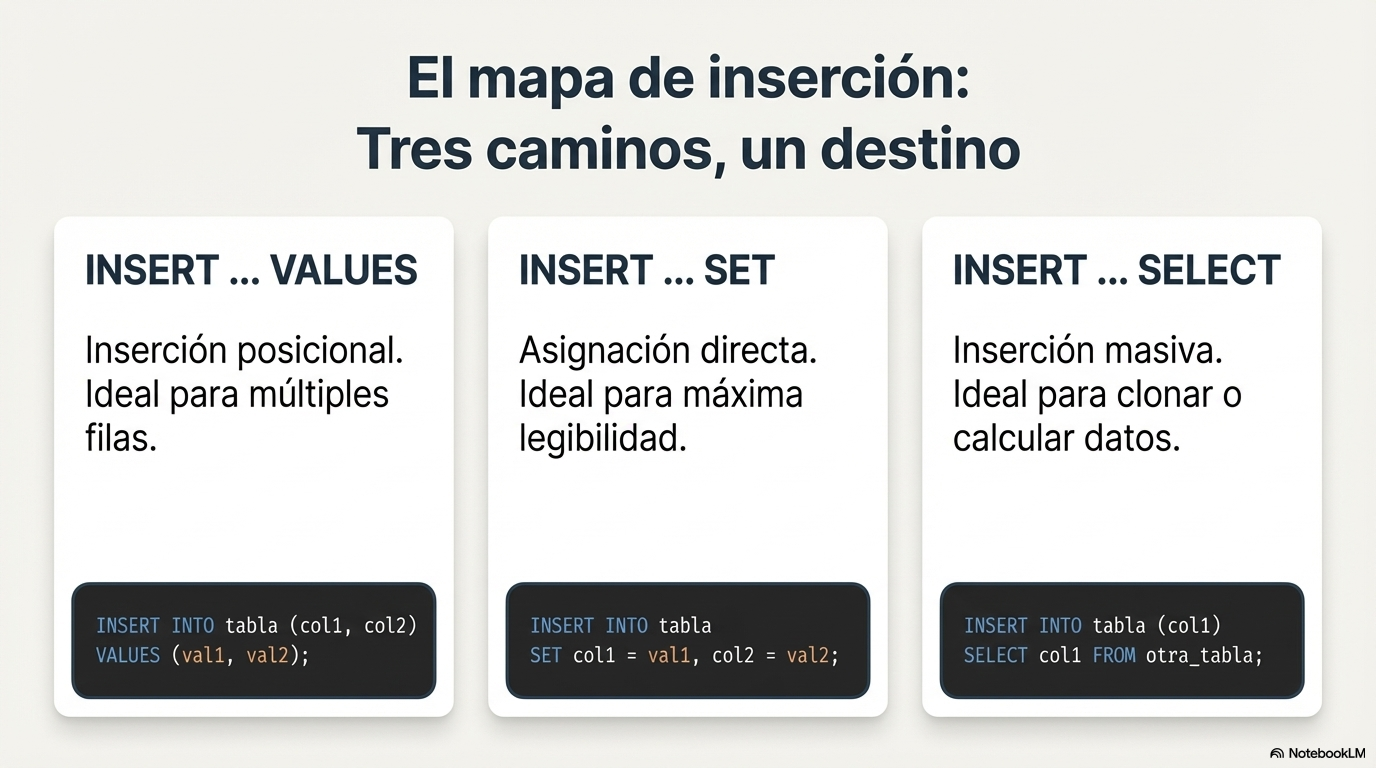 El mapa de inserción:
Tres caminos, un destino
INSERT ... VALUES
Inserción posicional.
Ideal para múltiples
filas.
INSERT INTO tabla (col1, col2)
VALUES (val1, val2);
INSERT ... SET
Asignación directa.
Ideal para máxima
legibilidad.
INSERT INTO tabla
SET col1 = val1, col2 = val2;
INSERT ... SELECT
Inserción masiva.
Ideal para clonar o
calcular datos.
INSERT INTO tabla (col1)
SELECT col1 FROM otra_tabla;
NotebookLM